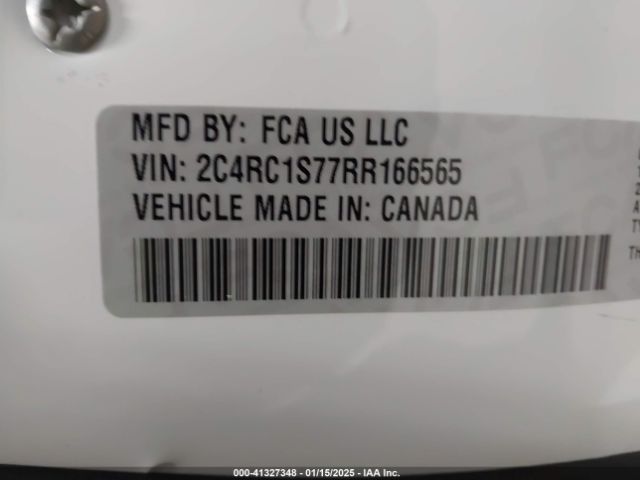 MFD BY: FCA US LLC
VIN: 2C4RC1S77RR166565
VEHICLE MADE IN: CANADA
000-41327348 - 01/15/2025 - IAA Inc.